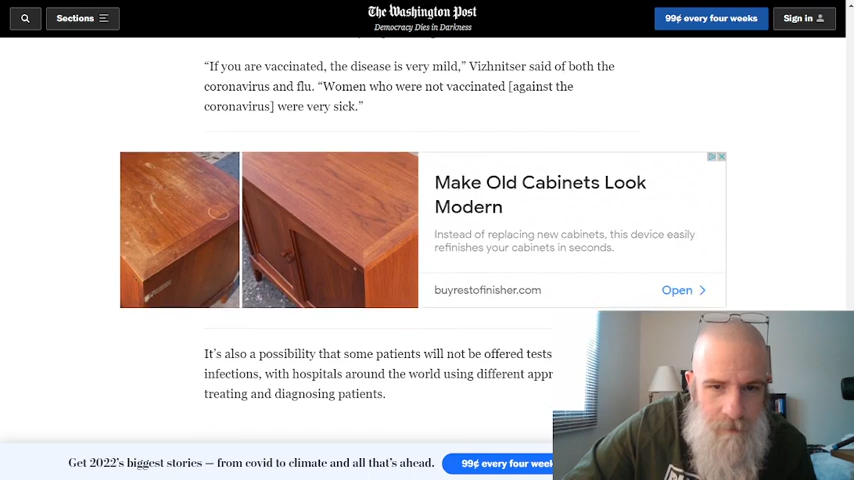 The Washington Post
Democracy Dies in Darkness
Sections
99¢ every four weeks
Sign in
“If you are vaccinated, the disease is very mild,” Vizhnitser said of both the
coronavirus and flu. “Women who were not vaccinated [against the
coronavirus] were very sick.”
Make Old Cabinets Look
Modern
Instead of replacing new cabinets, this device easily
refinishes your cabinets in seconds.
buyrestofinisher.com
Open
It’s also a possibility that some patients will not be offered tests
infections, with hospitals around the world using different appr
treating and diagnosing patients.
Get 2022’s biggest stories — from covid to climate and all that’s ahead.
99¢ every four week